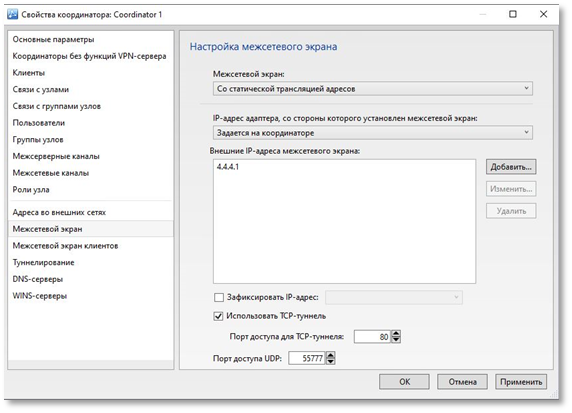 Свойства координатора: Coordinator 1
Основные параметры
Координаторы без функций VPN-сервера
Клиенты
Связи с узлами
Связи с группами узлов
Пользователи
Группы узлов
Межсерверные каналы
Межсетевые каналы
Роли узла
Адреса во внешних сетях
Межсетевой экран
Межсетевой экран клиентов
Туннелирование
DNS-серверы
WINS-серверы
Настройка межсетевого экрана
Межсетевой экран:
Со статической трансляцией адресов
IP-адрес адаптера, со стороны которого установлен межсетевой экран:
Задается на координаторе
Внешние IP-адреса межсетевого экрана:
4.4.4.1
Добавить...
Изменить...
Удалить
Зафиксировать IP-адрес:
Использовать TCP-туннель
Порт доступа для TCP-туннеля: 80
Порт доступа UDP: 55777
ОК Отмена Применить